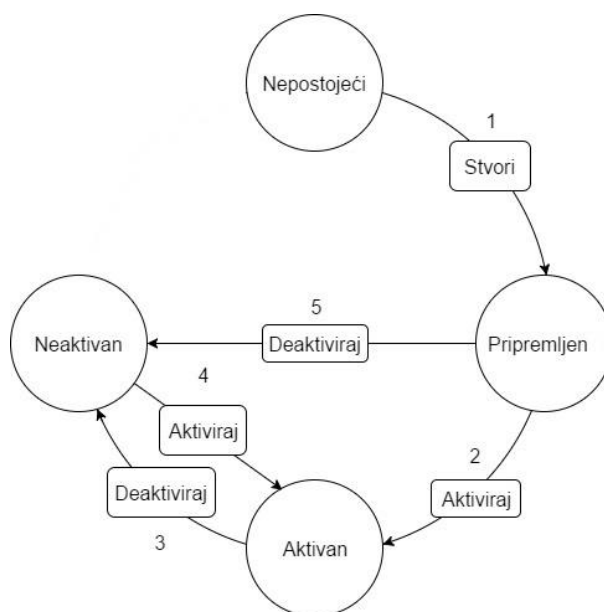 Nepostojeći
1
Stvori
5
Neaktivan
Deaktiviraj
Pripremljen
4
Aktiviraj
2
Deaktiviraj
Aktiviraj
3
Aktivan